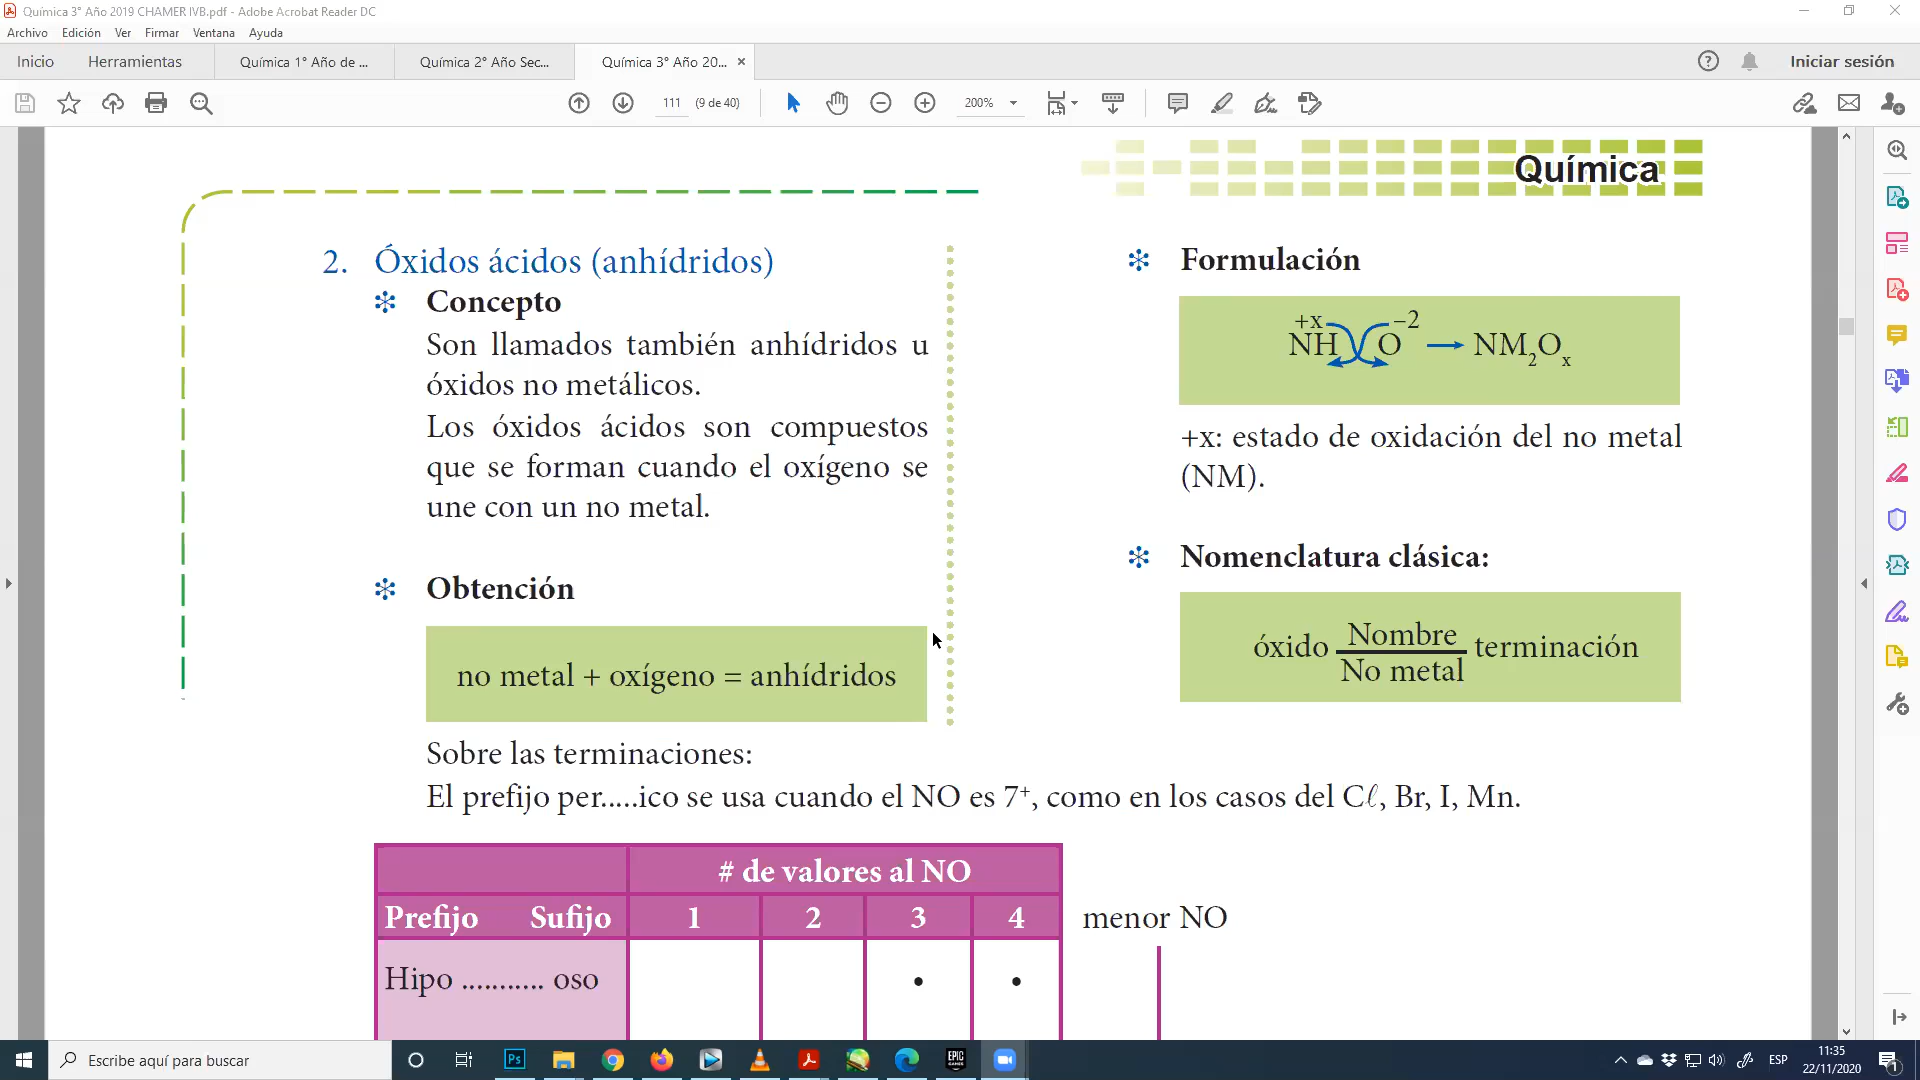 Química 3° Año 2019 CHAMER IVB.pdf - Adobe Acrobat Reader DC
Archivo Edición Ver Firmar Ventana Ayuda
Inicio Herramientas Química 1° Año de ... Química 2° Año Sec... Química 3° Año 20... × Iniciar sesión
111 (9 de 40) 200%
Química
2. Óxidos ácidos (anhídridos)
Concepto
Son llamados también anhídridos u
óxidos no metálicos.
Los óxidos ácidos son compuestos
que se forman cuando el oxígeno se
une con un no metal.
Obtención
no metal + oxígeno = anhídridos
Formulación
+x –2
NH O → NM₂Oₓ
+x: estado de oxidación del no metal
(NM).
Nomenclatura clásica:
Nombre
óxido terminación
No metal
Sobre las terminaciones:
El prefijo per.....ico se usa cuando el NO es 7⁺, como en los casos del Cℓ, Br, I, Mn.
# de valores al NO
Prefijo Sufijo 1 2 3 4 menor NO
Hipo ........... oso • •
Escribe aquí para buscar
Ps
EPIC
GAMES
ESP
11:35
22/11/2020
1